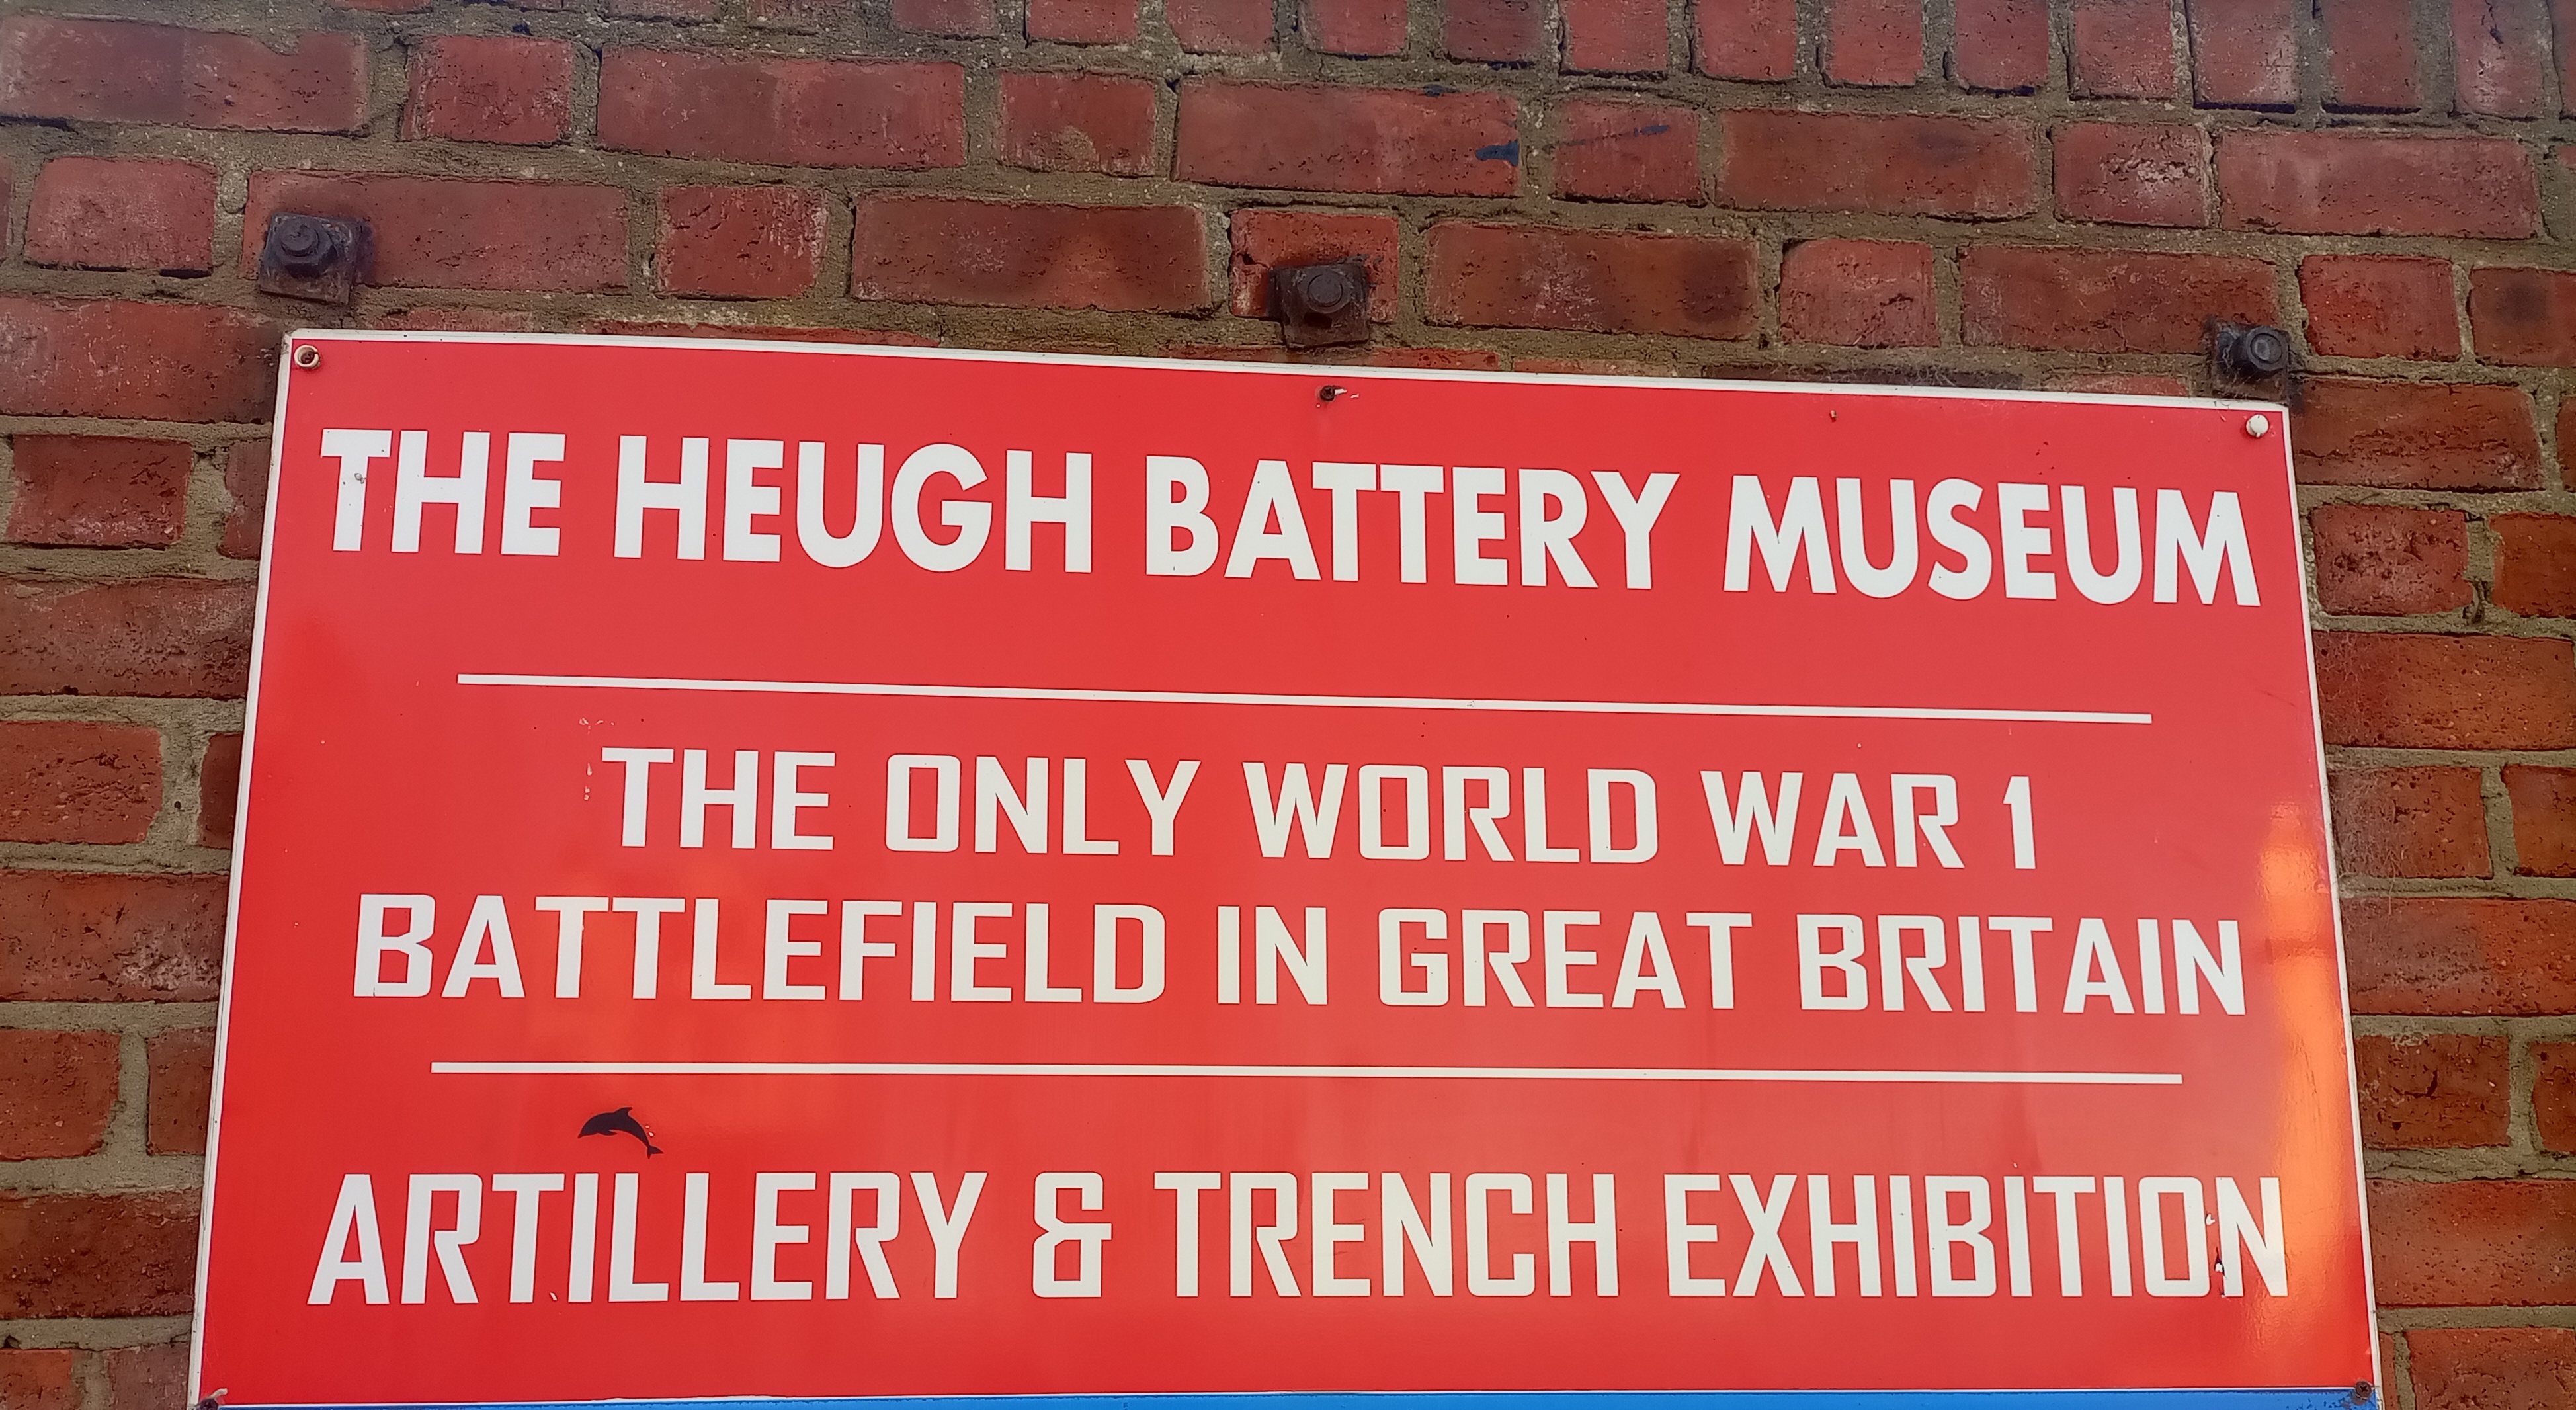 THE HEUGH BATTERY MUSEUM
THE ONLY WORLD WAR 1
BATTLEFIELD IN GREAT BRITAIN
ARTILLERY & TRENCH EXHIBITION